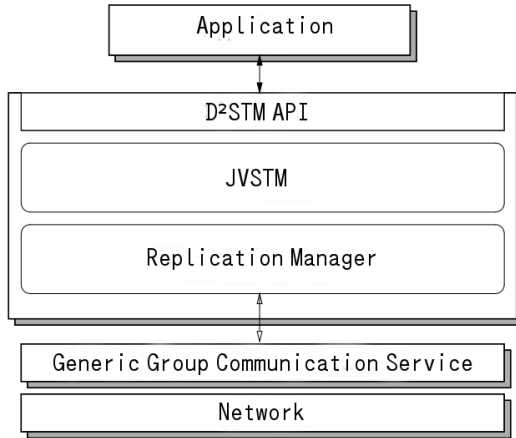 Application
D²STM API
JVSTM
Replication Manager
Generic Group Communication Service
Network